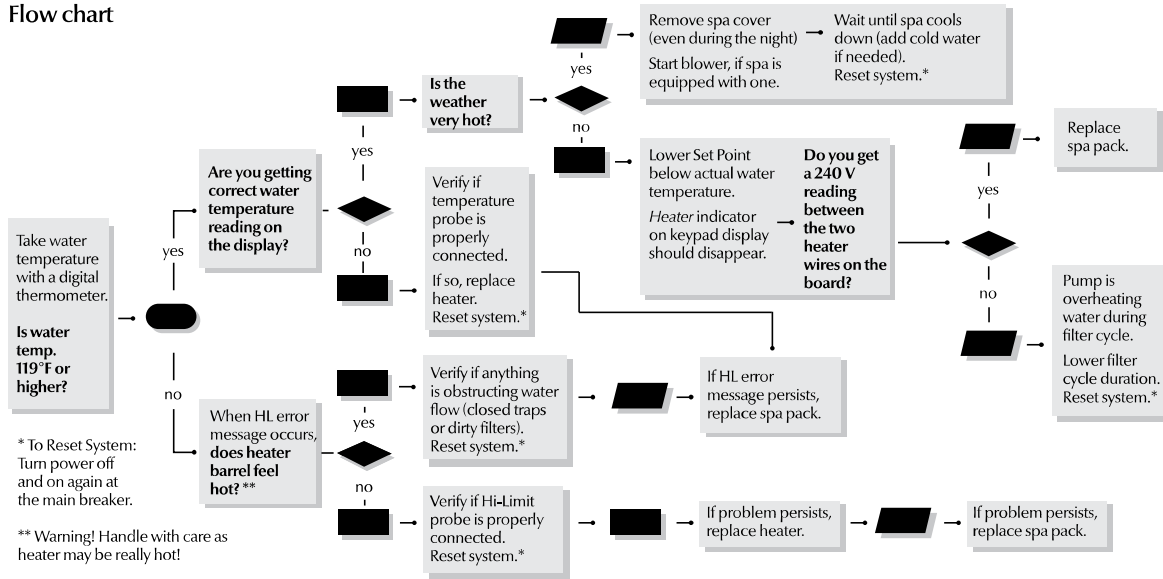 Flow chart
Take water
temperature
with a digital
thermometer.
Is water
temp.
119°F or
higher?
yes
no
Are you getting
correct water
temperature
reading on
the display?
yes
no
Is the
weather
very hot?
yes
no
Remove spa cover
(even during the night)
Start blower, if spa is
equipped with one.
Wait until spa cools
down (add cold water
if needed).
Reset system.*
Lower Set Point
below actual water
temperature.
Heater indicator
on keypad display
should disappear.
Do you get
a 240 V
reading
between
the two
heater
wires on the
board?
yes
no
Replace
spa pack.
Pump is
overheating
water during
filter cycle.
Lower filter
cycle duration.
Reset system.*
Verify if
temperature
probe is
properly
connected.
If so, replace
heater.
Reset system.*
When HL error
message occurs,
does heater
barrel feel
hot? **
yes
no
Verify if anything
is obstructing water
flow (closed traps
or dirty filters).
Reset system.*
If HL error
message persists,
replace spa pack.
Verify if Hi-Limit
probe is properly
connected.
Reset system.*
If problem persists,
replace heater.
If problem persists,
replace spa pack.
* To Reset System:
Turn power off
and on again at
the main breaker.
** Warning! Handle with care as
heater may be really hot!